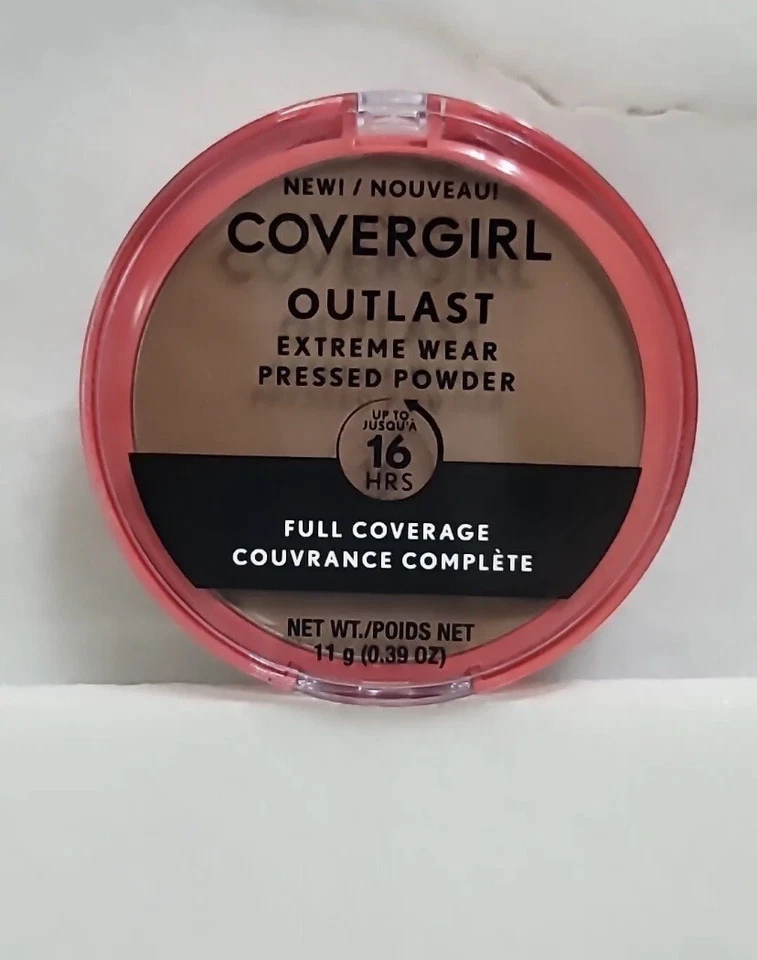 NEW! / NOUVEAU!
COVERGIRL
OUTLAST
EXTREME WEAR
PRESSED POWDER
UP TO
JUSQU'À
16
HRS
FULL COVERAGE
COUVRANCE COMPLÈTE
NET WT./POIDS NET
11 g (0.39 OZ)